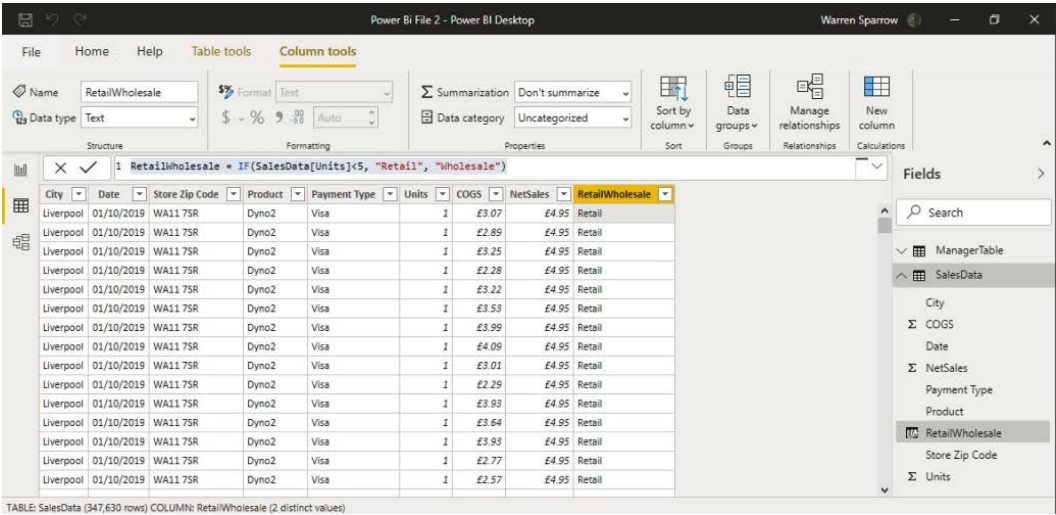 Power Bi File 2 - Power BI Desktop
Warren Sparrow
File Home Help Table tools Column tools
Name RetailWholesale
Data type Text
Structure
$% Format Text
$ % 9 .00 Auto
Formatting
Σ Summarization Don't summarize
Data category Uncategorized
Properties
Sort by
column
Sort
Data
groups
Groups
Manage
relationships
Relationships
New
column
Calculations
1 RetailWholesale = IF(SalesData[Units]<5, "Retail", "Wholesale")
City Date Store Zip Code Product Payment Type Units COGS NetSales RetailWholesale
Liverpool 01/10/2019 WA11 7SR Dyno2 Visa 1 £3.07 £4.95 Retail
Liverpool 01/10/2019 WA11 7SR Dyno2 Visa 1 £2.89 £4.95 Retail
Liverpool 01/10/2019 WA11 7SR Dyno2 Visa 1 £3.25 £4.95 Retail
Liverpool 01/10/2019 WA11 7SR Dyno2 Visa 1 £2.28 £4.95 Retail
Liverpool 01/10/2019 WA11 7SR Dyno2 Visa 1 £3.22 £4.95 Retail
Liverpool 01/10/2019 WA11 7SR Dyno2 Visa 1 £3.53 £4.95 Retail
Liverpool 01/10/2019 WA11 7SR Dyno2 Visa 1 £3.99 £4.95 Retail
Liverpool 01/10/2019 WA11 7SR Dyno2 Visa 1 £4.09 £4.95 Retail
Liverpool 01/10/2019 WA11 7SR Dyno2 Visa 1 £3.01 £4.95 Retail
Liverpool 01/10/2019 WA11 7SR Dyno2 Visa 1 £2.29 £4.95 Retail
Liverpool 01/10/2019 WA11 7SR Dyno2 Visa 1 £3.93 £4.95 Retail
Liverpool 01/10/2019 WA11 7SR Dyno2 Visa 1 £3.64 £4.95 Retail
Liverpool 01/10/2019 WA11 7SR Dyno2 Visa 1 £3.93 £4.95 Retail
Liverpool 01/10/2019 WA11 7SR Dyno2 Visa 1 £2.77 £4.95 Retail
Liverpool 01/10/2019 WA11 7SR Dyno2 Visa 1 £2.57 £4.95 Retail
Fields
Search
ManagerTable
SalesData
City
Σ COGS
Date
Σ NetSales
Payment Type
Product
RetailWholesale
Store Zip Code
Σ Units
TABLE: SalesData (347,630 rows) COLUMN: RetailWholesale (2 distinct values)